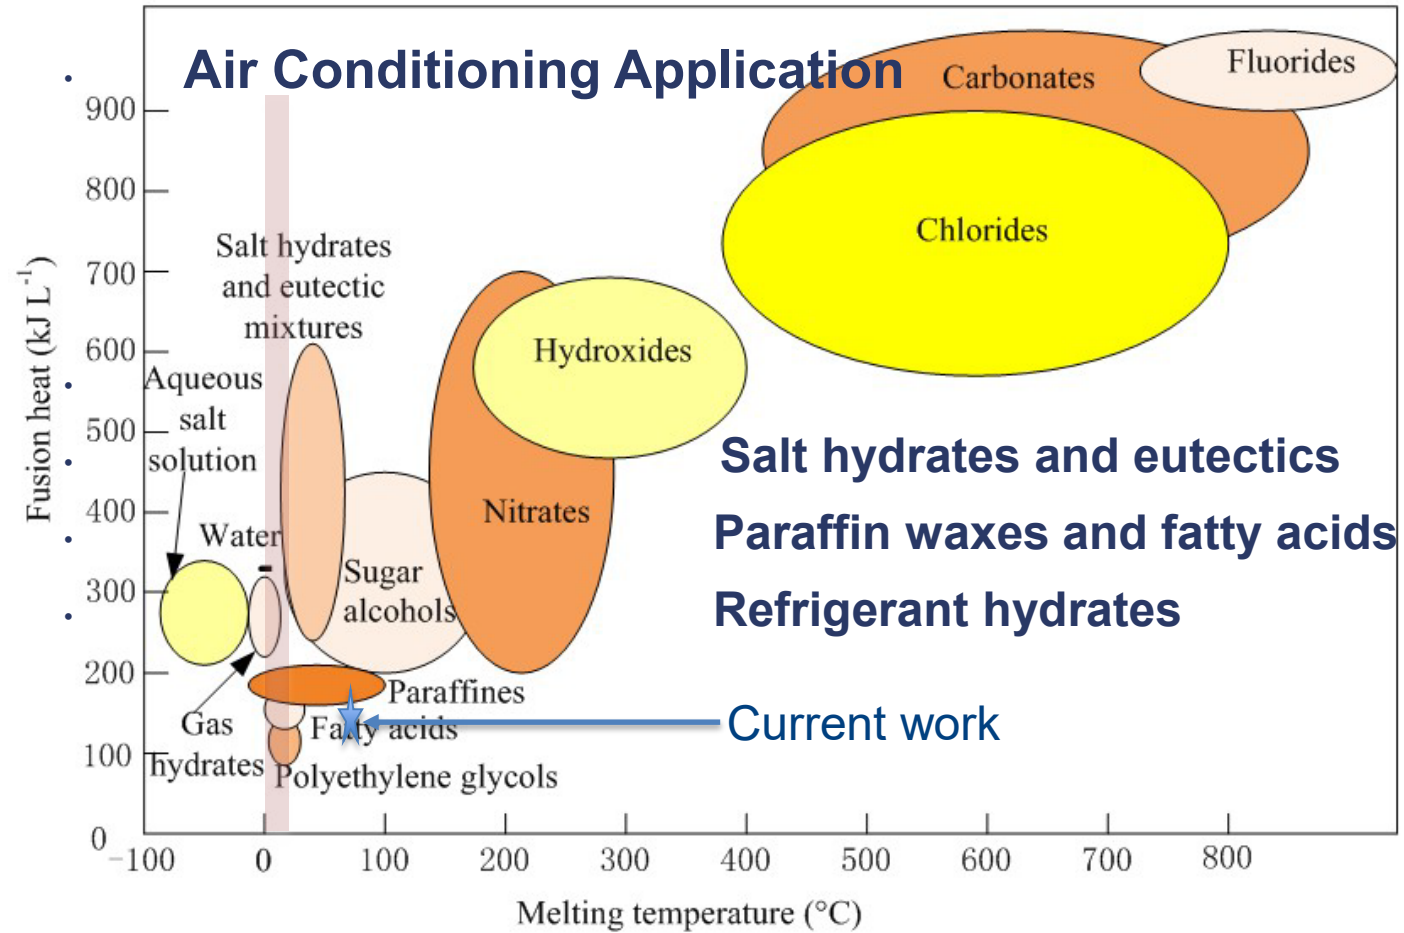 Air Conditioning Application
Carbonates
Fluorides
Chlorides
Salt hydrates
and eutectic
mixtures
Hydroxides
Aqueous
salt
solution
Water
Nitrates
Sugar
alcohols
Salt hydrates and eutectics
Paraffin waxes and fatty acids
Refrigerant hydrates
Paraffines
Current work
Gas
hydrates
Fatty acids
Polyethylene glycols
Fusion heat (kJ L⁻¹)
900
800
700
600
500
400
300
200
100
0
−100 0 100 200 300 400 500 600 700 800
Melting temperature (°C)